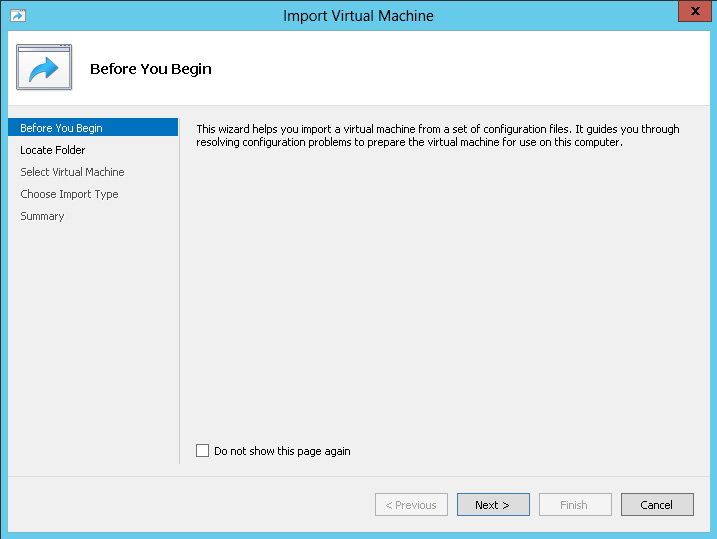 Import Virtual Machine
x
Before You Begin
Before You Begin
Locate Folder
Select Virtual Machine
Choose Import Type
Summary
This wizard helps you import a virtual machine from a set of configuration files. It guides you through
resolving configuration problems to prepare the virtual machine for use on this computer.
Do not show this page again
< Previous
Next >
Finish
Cancel